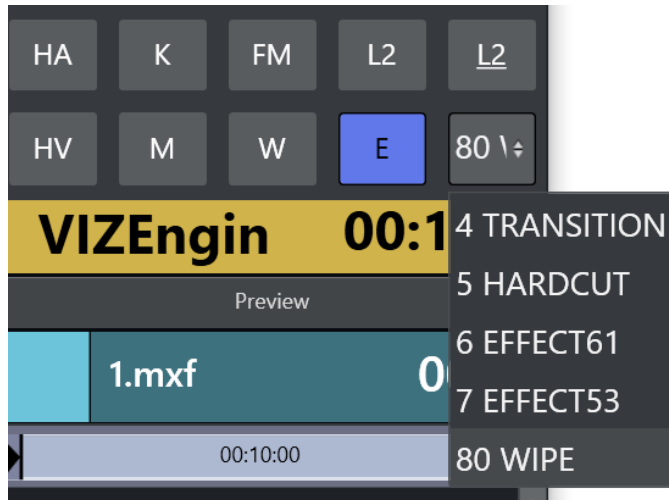 HA K FM L2 L2
HV M W E 80
VIZEngin 00:1
4 TRANSITION
Preview
5 HARDCUT
6 EFFECT61
1.mxf 0
7 EFFECT53
00:10:00
80 WIPE